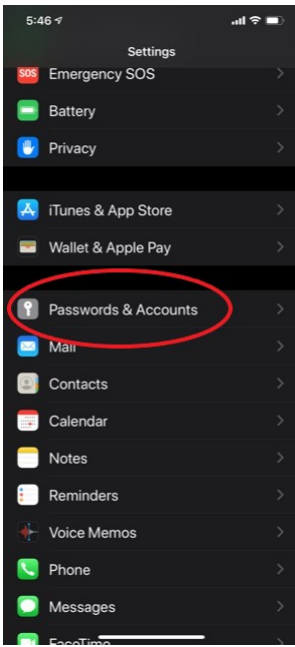 5:46
Settings
SOS Emergency SOS
Battery
Privacy
iTunes & App Store
Wallet & Apple Pay
Passwords & Accounts
Mail
Contacts
Calendar
Notes
Reminders
Voice Memos
Phone
Messages
FaceTime